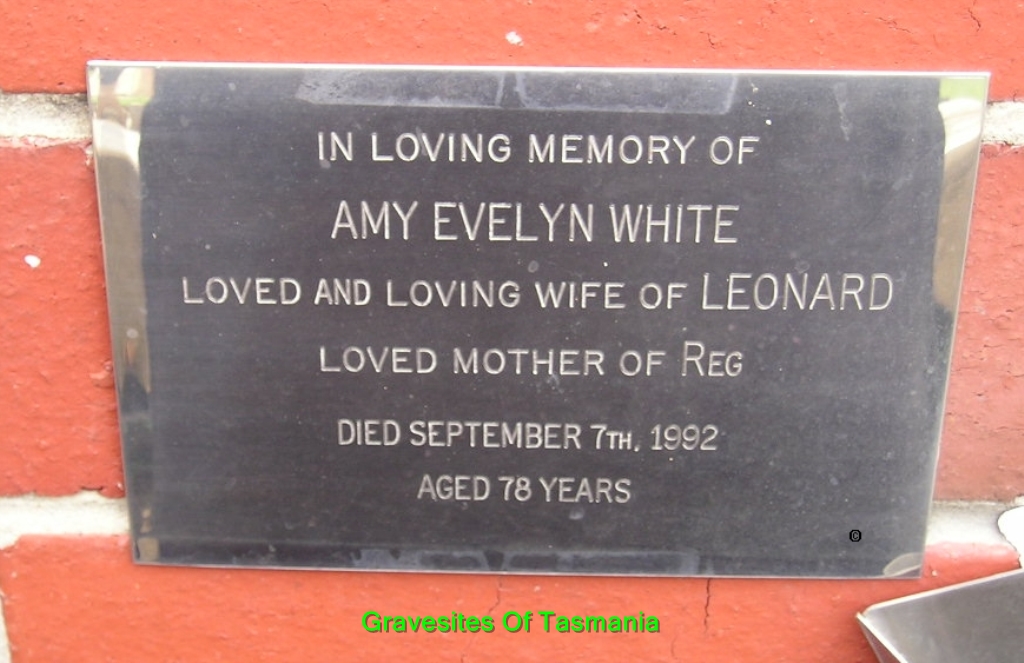 IN LOVING MEMORY OF
AMY EVELYN WHITE
LOVED AND LOVING WIFE OF LEONARD
LOVED MOTHER OF REG
DIED SEPTEMBER 7TH, 1992
AGED 78 YEARS
©
Gravesites Of Tasmania